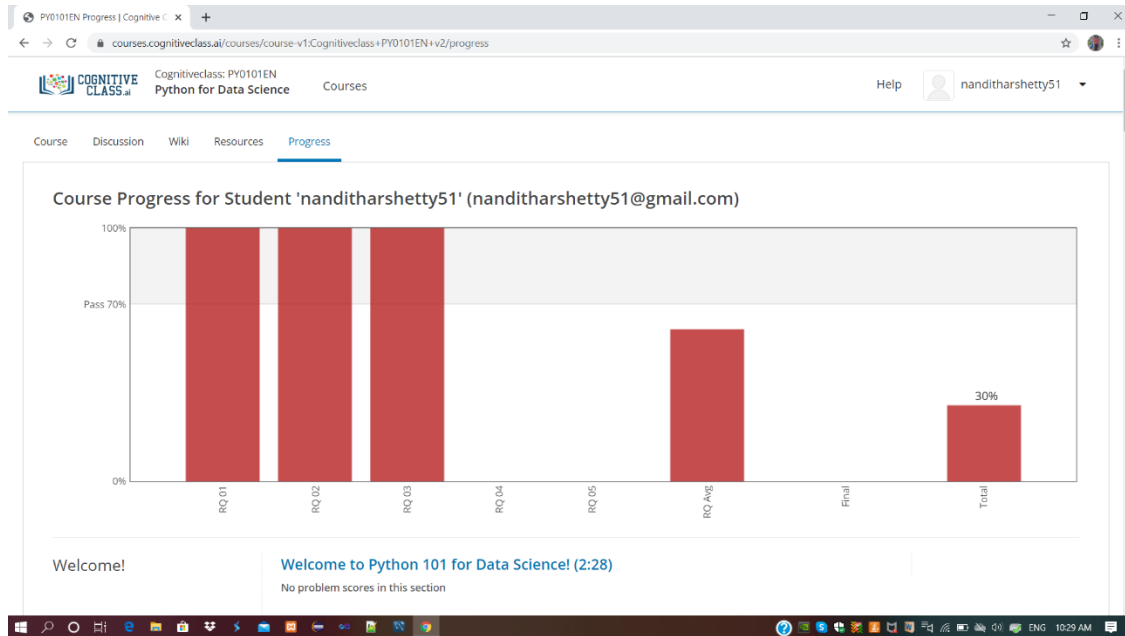 PY0101EN Progress | Cognitive C
courses.cognitiveclass.ai/courses/course-v1:Cognitiveclass+PY0101EN+v2/progress
COGNITIVE
CLASS.ai
Cognitiveclass: PY0101EN
Python for Data Science
Courses
Help
nanditharshetty51
Course Discussion Wiki Resources Progress
Course Progress for Student 'nanditharshetty51' (nanditharshetty51@gmail.com)
100%
Pass 70%
30%
0%
RQ 01
RQ 02
RQ 03
RQ 04
RQ 05
RQ Avg
Final
Total
Welcome!
Welcome to Python 101 for Data Science! (2:28)
No problem scores in this section
ENG 10:29 AM